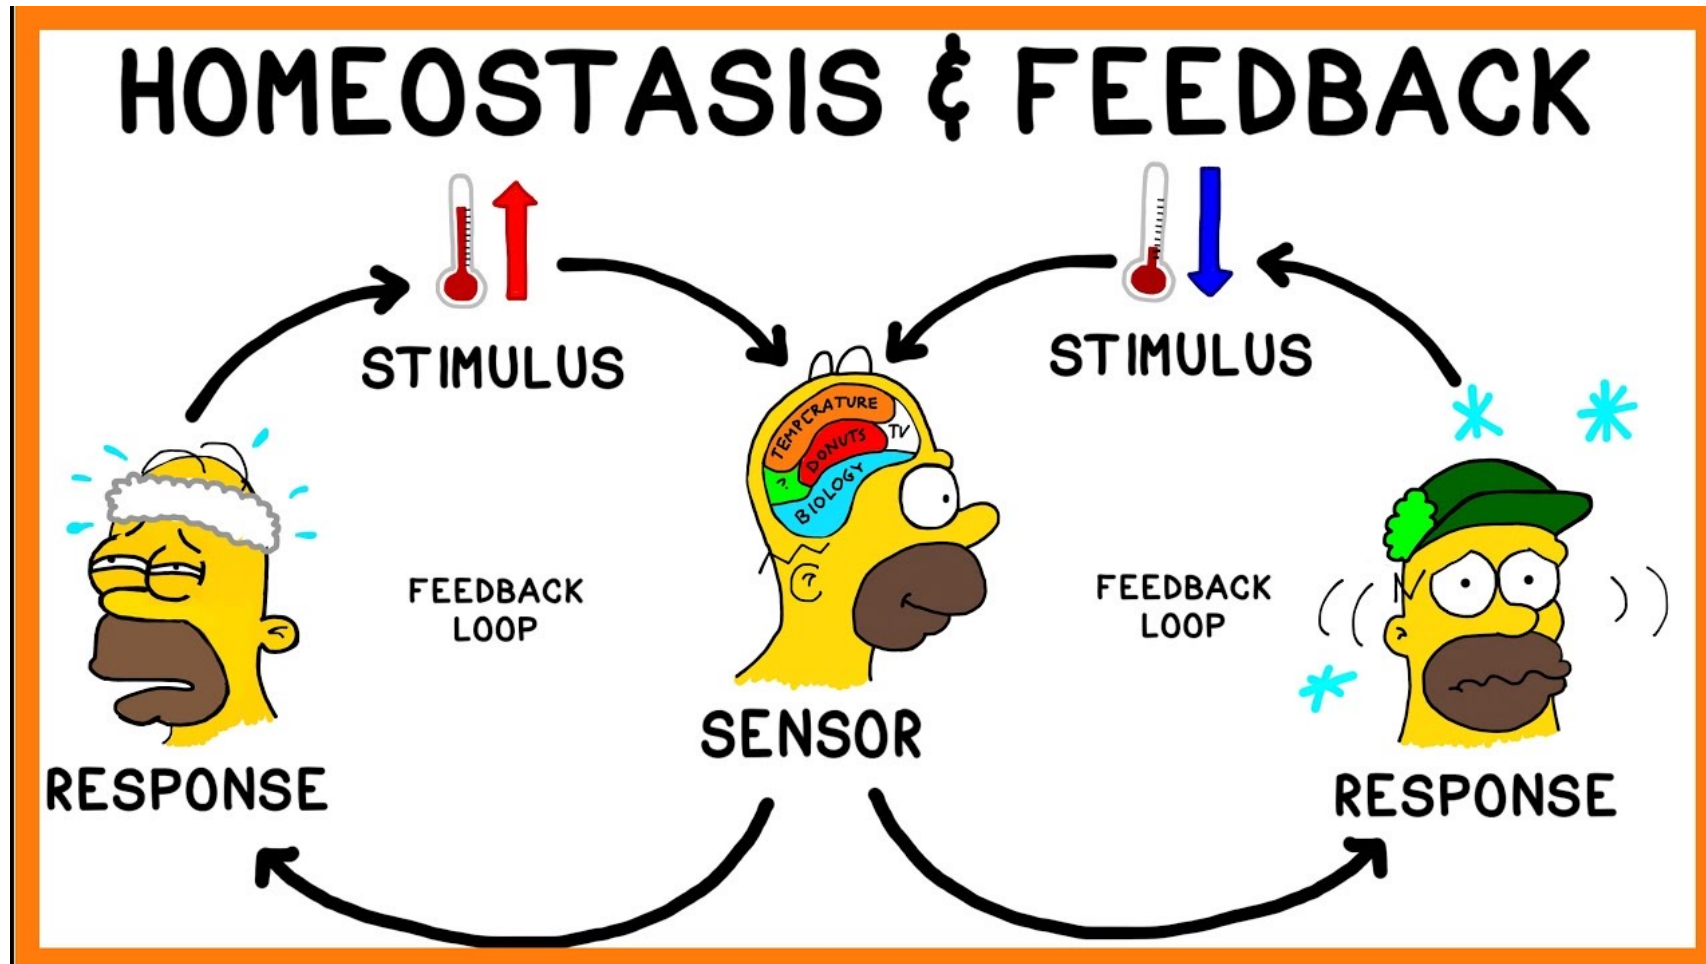 HOMEOSTASIS & FEEDBACK
STIMULUS
STIMULUS
TEMPERATURE
DONUTS
TV
?
BIOLOGY
FEEDBACK
LOOP
FEEDBACK
LOOP
SENSOR
RESPONSE
RESPONSE